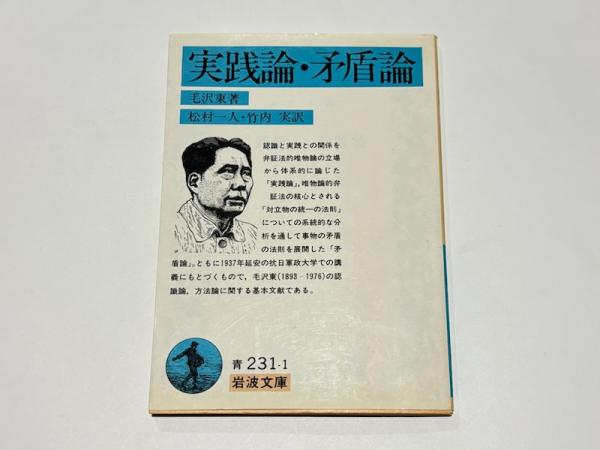 実践論・矛盾論
毛沢東著
松村一人・竹内 実訳
認識と実践との関係を
弁証法的唯物論の立場
から体系的に論じた
「実践論」。唯物論的弁
証法の核心とされる
「対立物の統一の法則」
についての系統的な分
析を通して事物の矛盾
の法則を展開した「矛
盾論」。ともに1937年延安の抗日軍政大学での講
義にもとづくもので,毛沢東(1893‐1976)の認
識論,方法論に関する基本文献である。
青 231-1
岩波文庫